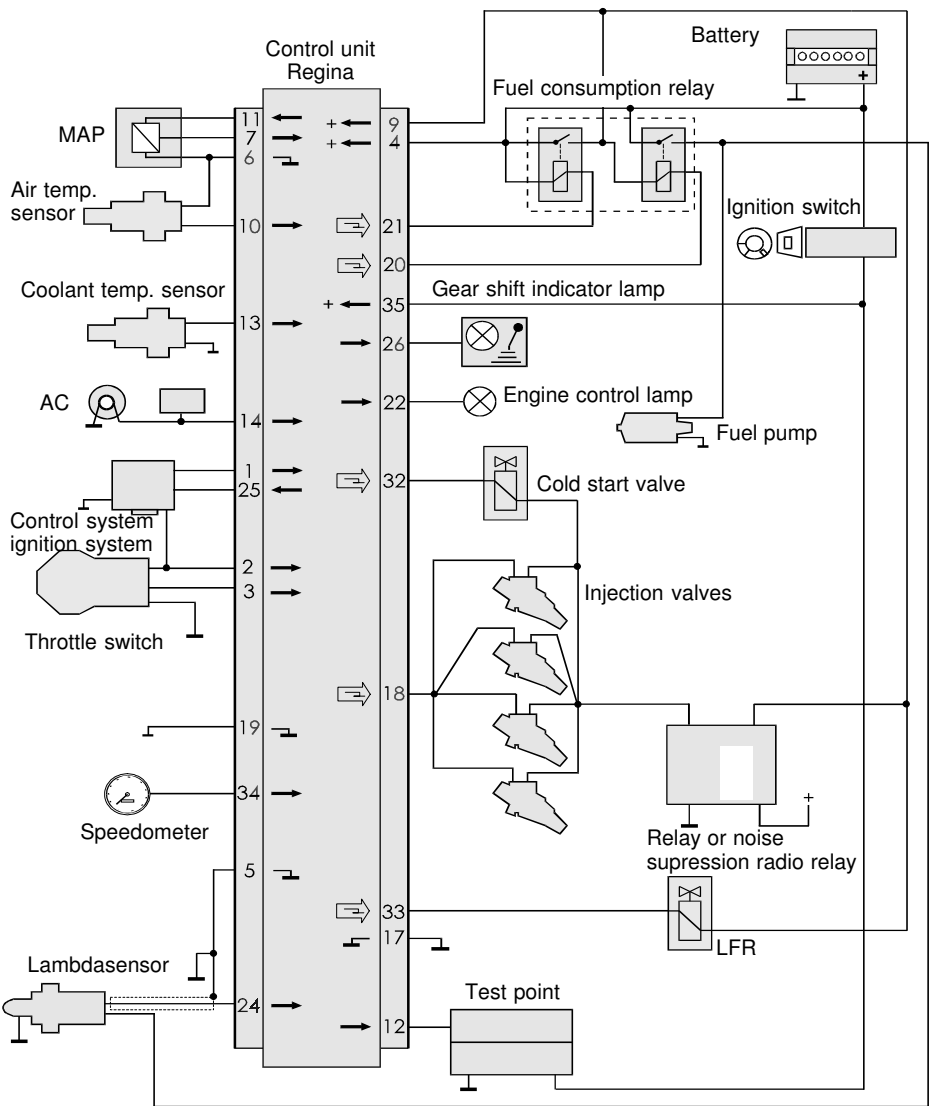 Battery
Control unit
Regina
Fuel consumption relay
+
11
+
9
MAP
7
+
4
6
Air temp.
sensor
Ignition switch
10
21
20
Coolant temp. sensor
Gear shift indicator lamp
+
35
13
26
AC
Engine control lamp
22
14
Fuel pump
1
32
Cold start valve
25
Control system
ignition system
2
3
Injection valves
Throttle switch
18
19
34
+
Speedometer
Relay or noise
supression radio relay
5
33
17
LFR
Lambdasensor
Test point
24
12